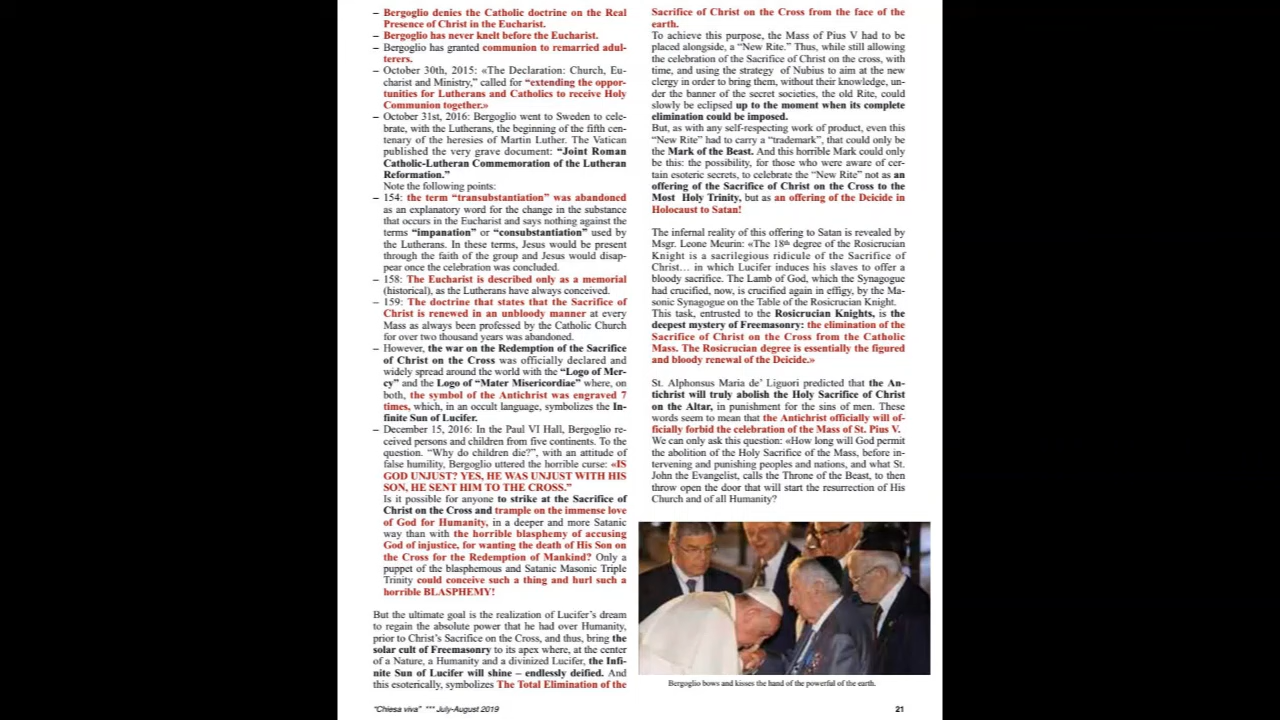 – Bergoglio denies the Catholic doctrine on the Real
Presence of Christ in the Eucharist.
– Bergoglio has never knelt before the Eucharist.
– Bergoglio has granted communion to remarried adul-
terers.
– October 30th, 2015: «The Declaration: Church, Eu-
charist and Ministry,” called for “extending the oppor-
tunities for Lutherans and Catholics to receive Holy
Communion together.»
– October 31st, 2016: Bergoglio went to Sweden to cele-
brate, with the Lutherans, the beginning of the fifth cen-
tenary of the heresies of Martin Luther. The Vatican
published the very grave document: “Joint Roman
Catholic-Lutheran Commemoration of the Lutheran
Reformation.”
Note the following points:
– 154: the term “transubstantiation” was abandoned
as an explanatory word for the change in the substance
that occurs in the Eucharist and says nothing against the
terms “impanation” or “consubstantiation” used by
the Lutherans. In these terms, Jesus would be present
through the faith of the group and Jesus would disap-
pear once the celebration was concluded.
– 158: The Eucharist is described only as a memorial
(historical), as the Lutherans have always conceived.
– 159: The doctrine that states that the Sacrifice of
Christ is renewed in an unbloody manner at every
Mass as always been professed by the Catholic Church
for over two thousand years was abandoned.
– However, the war on the Redemption of the Sacrifice
of Christ on the Cross was officially declared and
widely spread around the world with the “Logo of Mer-
cy” and the Logo of “Mater Misericordiae” where, on
both, the symbol of the Antichrist was engraved 7
times, which, in an occult language, symbolizes the In-
finite Sun of Lucifer.
– December 15, 2016: In the Paul VI Hall, Bergoglio re-
ceived persons and children from five continents. To the
question. “Why do children die?”, with an attitude of
false humility, Bergoglio uttered the horrible curse: «IS
GOD UNJUST? YES, HE WAS UNJUST WITH HIS
SON, HE SENT HIM TO THE CROSS.”
Is it possible for anyone to strike at the Sacrifice of
Christ on the Cross and trample on the immense love
of God for Humanity, in a deeper and more Satanic
way than with the horrible blasphemy of accusing
God of injustice, for wanting the death of His Son on
the Cross for the Redemption of Mankind? Only a
puppet of the blasphemous and Satanic Masonic Triple
Trinity could conceive such a thing and hurl such a
horrible BLASPHEMY!
But the ultimate goal is the realization of Lucifer’s dream
to regain the absolute power that he had over Humanity,
prior to Christ’s Sacrifice on the Cross, and thus, bring the
solar cult of Freemasonry to its apex where, at the center
of a Nature, a Humanity and a divinized Lucifer, the Infi-
nite Sun of Lucifer will shine – endlessly deified. And
this esoterically, symbolizes The Total Elimination of the
Sacrifice of Christ on the Cross from the face of the
earth.
To achieve this purpose, the Mass of Pius V had to be
placed alongside, a “New Rite.” Thus, while still allowing
the celebration of the Sacrifice of Christ on the cross, with
time, and using the strategy of Nubius to aim at the new
clergy in order to bring them, without their knowledge, un-
der the banner of the secret societies, the old Rite, could
slowly be eclipsed up to the moment when its complete
elimination could be imposed.
But, as with any self-respecting work of product, even this
“New Rite” had to carry a “trademark”, that could only be
the Mark of the Beast. And this horrible Mark could only
be this: the possibility, for those who were aware of cer-
tain esoteric secrets, to celebrate the “New Rite” not as an
offering of the Sacrifice of Christ on the Cross to the
Most Holy Trinity, but as an offering of the Deicide in
Holocaust to Satan!
The infernal reality of this offering to Satan is revealed by
Msgr. Leone Meurin: «The 18th degree of the Rosicrucian
Knight is a sacrilegious ridicule of the Sacrifice of
Christ… in which Lucifer induces his slaves to offer a
bloody sacrifice. The Lamb of God, which the Synagogue
had crucified, now, is crucified again in effigy, by the Ma-
sonic Synagogue on the Table of the Rosicrucian Knight.
This task, entrusted to the Rosicrucian Knights, is the
deepest mystery of Freemasonry: the elimination of the
Sacrifice of Christ on the Cross from the Catholic
Mass. The Rosicrucian degree is essentially the figured
and bloody renewal of the Deicide.»
St. Alphonsus Maria de’ Liguori predicted that the An-
tichrist will truly abolish the Holy Sacrifice of Christ
on the Altar, in punishment for the sins of men. These
words seem to mean that the Antichrist officially will of-
ficially forbid the celebration of the Mass of St. Pius V.
We can only ask this question: «How long will God permit
the abolition of the Holy Sacrifice of the Mass, before in-
tervening and punishing peoples and nations, and what St.
John the Evangelist, calls the Throne of the Beast, to then
throw open the door that will start the resurrection of His
Church and of all Humanity?
Bergoglio bows and kisses the hand of the powerful of the earth.
“Chiesa viva” *** July-August 2019
21